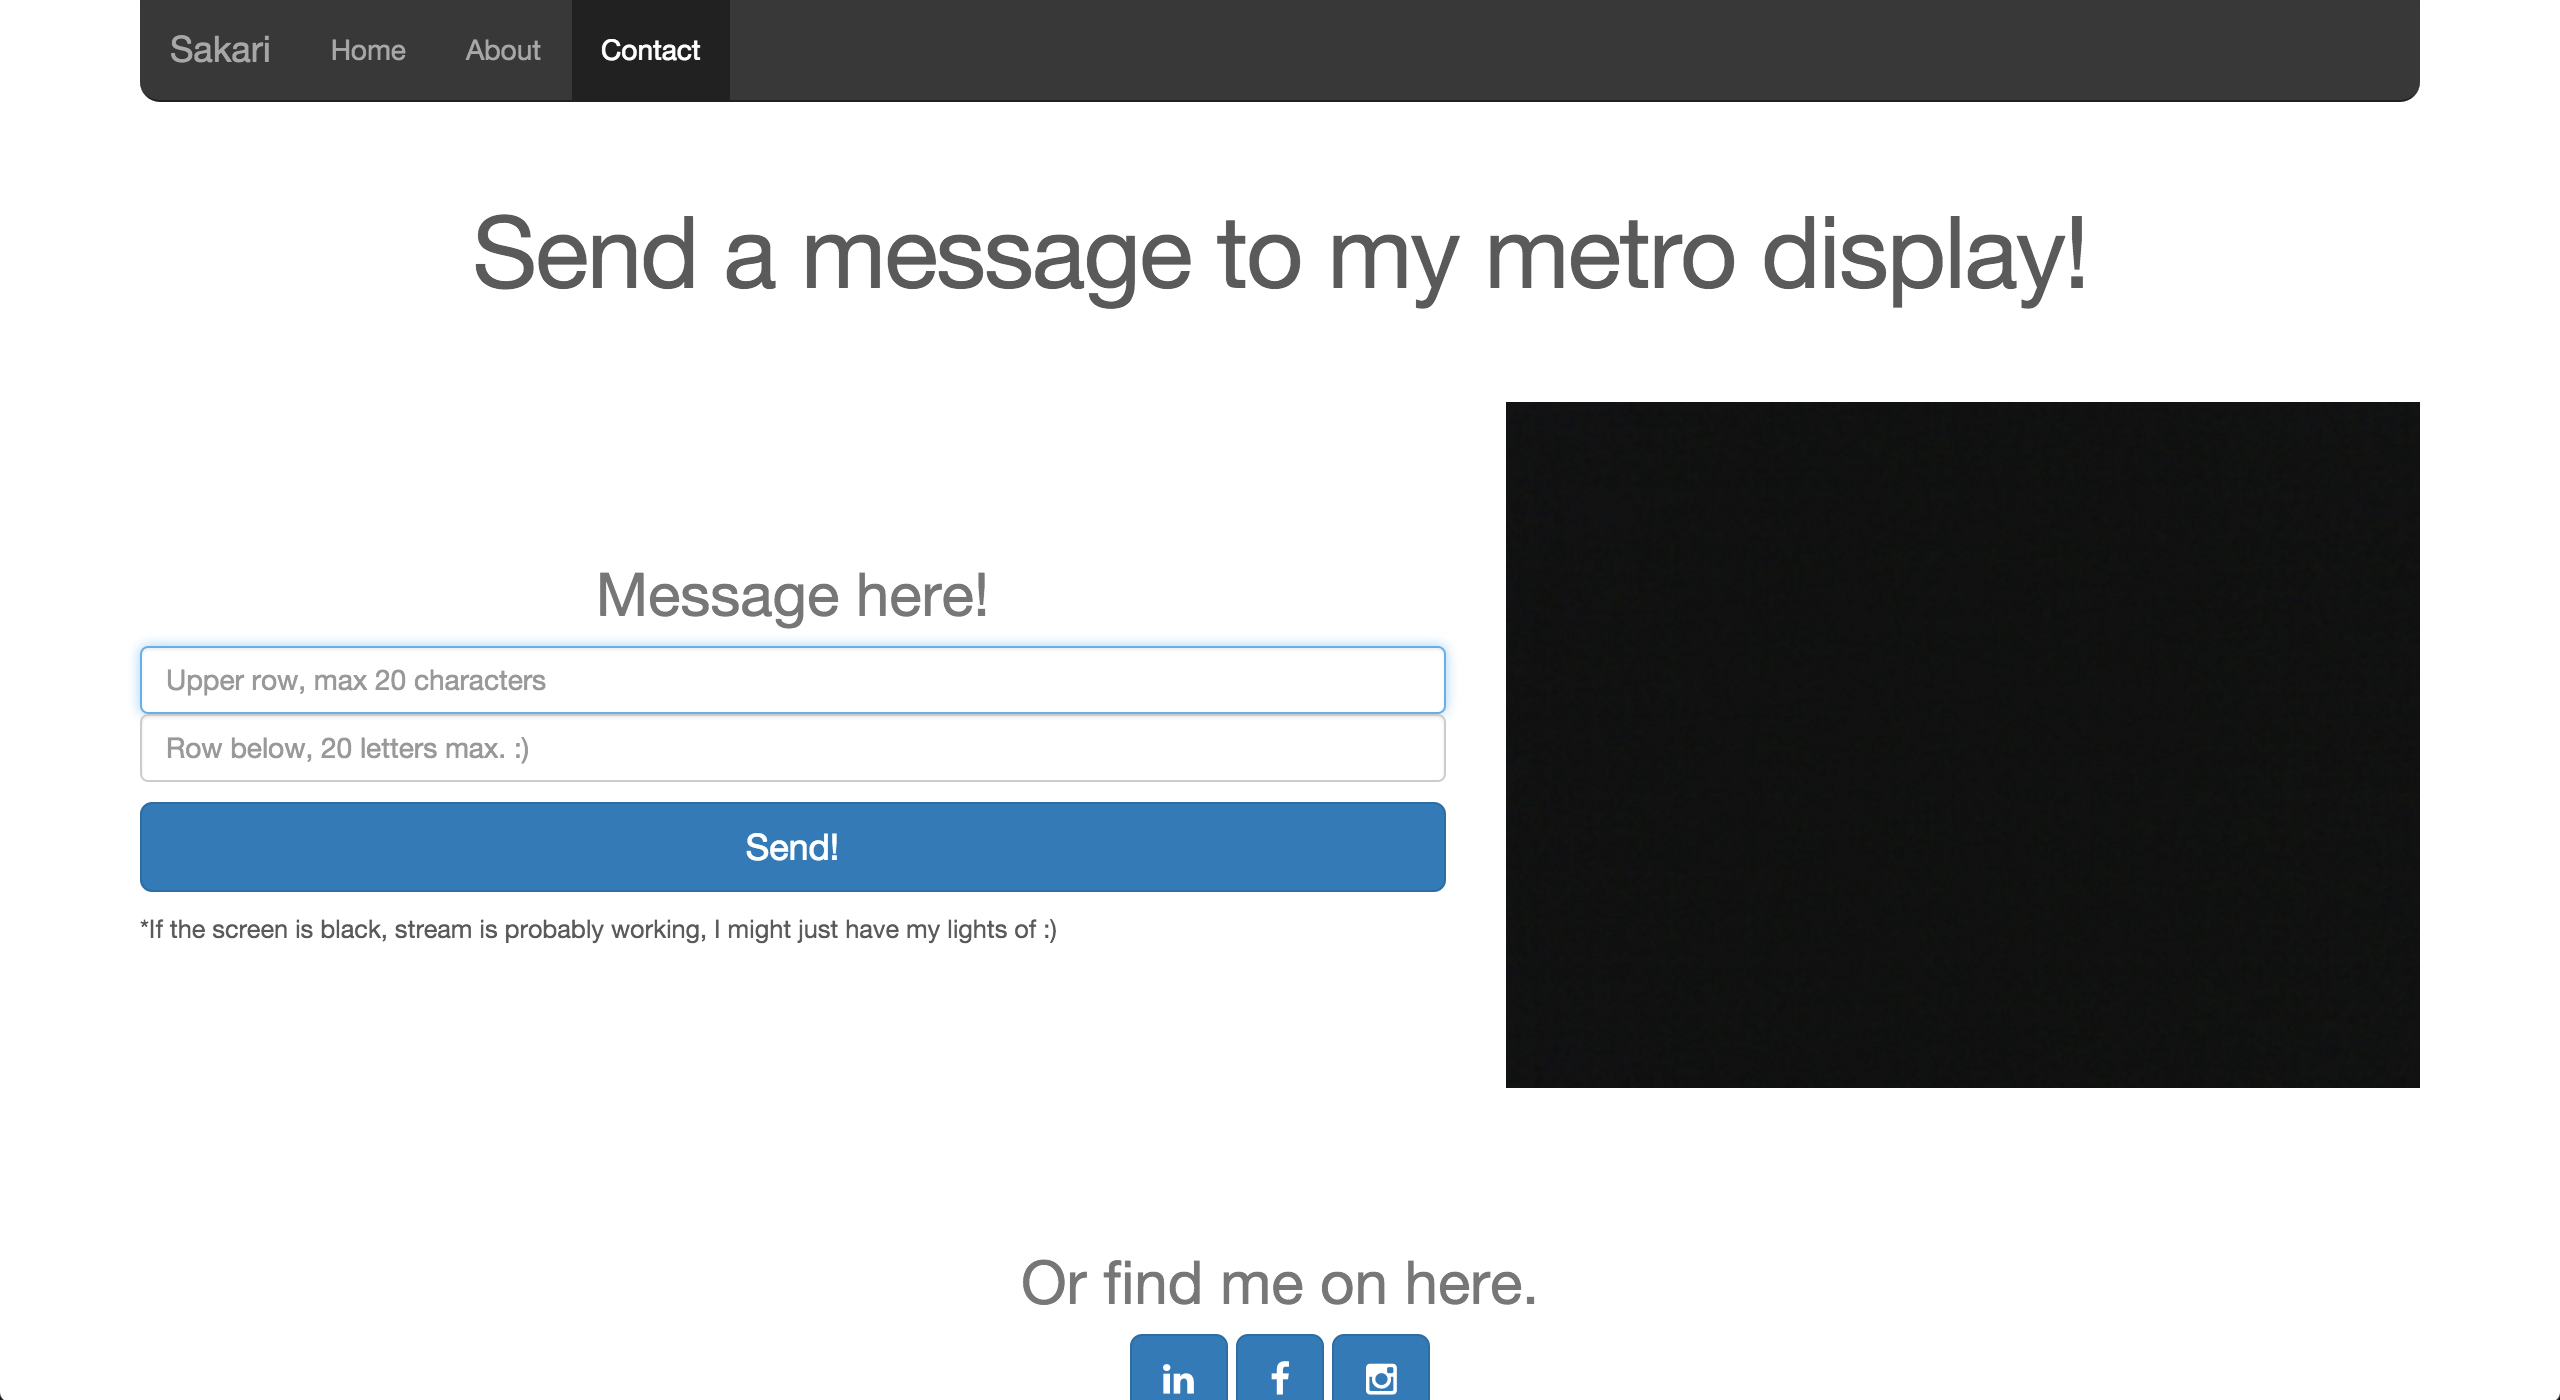 Sakari Home About Contact
Send a message to my metro display!
Message here!
Upper row, max 20 characters
Row below, 20 letters max. :)
Send!
*If the screen is black, stream is probably working, I might just have my lights of :)
Or find me on here.
in f